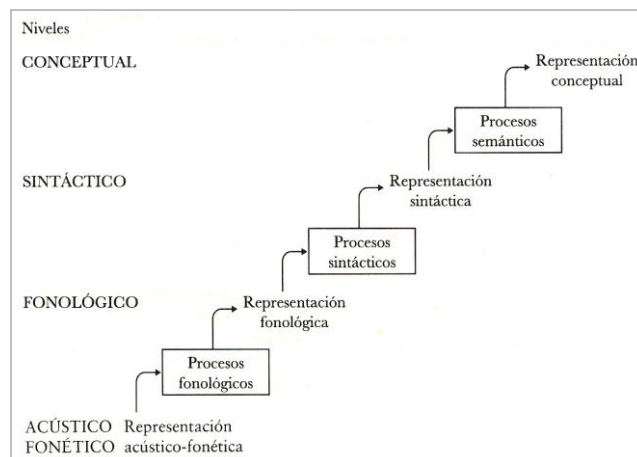 Niveles
CONCEPTUAL
Representación
conceptual
Procesos
semánticos
SINTÁCTICO
Representación
sintáctica
Procesos
sintácticos
FONOLÓGICO
Representación
fonológica
Procesos
fonológicos
ACÚSTICO Representación
FONÉTICO acústico-fonética